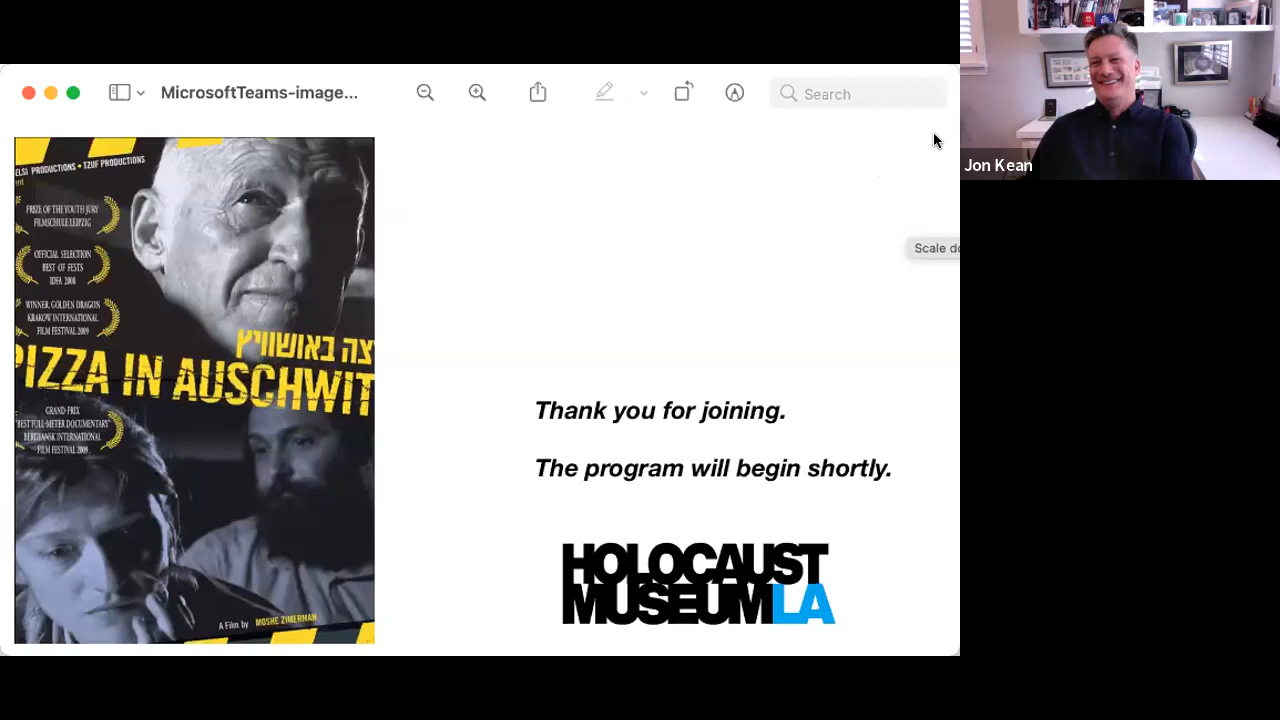 MicrosoftTeams-image...
Search
Jon Kean
Scale do
ELSI PRODUCTIONS • TZUF PRODUCTIONS
ent
PRIZE OF THE YOUTH JURY
FILMSCHULE LEIPZIG
OFFICIAL SELECTION
BEST OF FESTS
IDFA 2008
WINNER, GOLDEN DRAGON
KRAKOW INTERNATIONAL
FILM FESTIVAL 2009
צה באושוויץ
PIZZA IN AUSCHWIT
GRAND-PRIX
"BEST FULL-METER DOCUMENTARY"
BERDIANSK INTERNATIONAL
FILM FESTIVAL 2009
A Film by MOSHE ZIMERMAN
Thank you for joining.
The program will begin shortly.
HOLOCAUST
MUSEUMLA